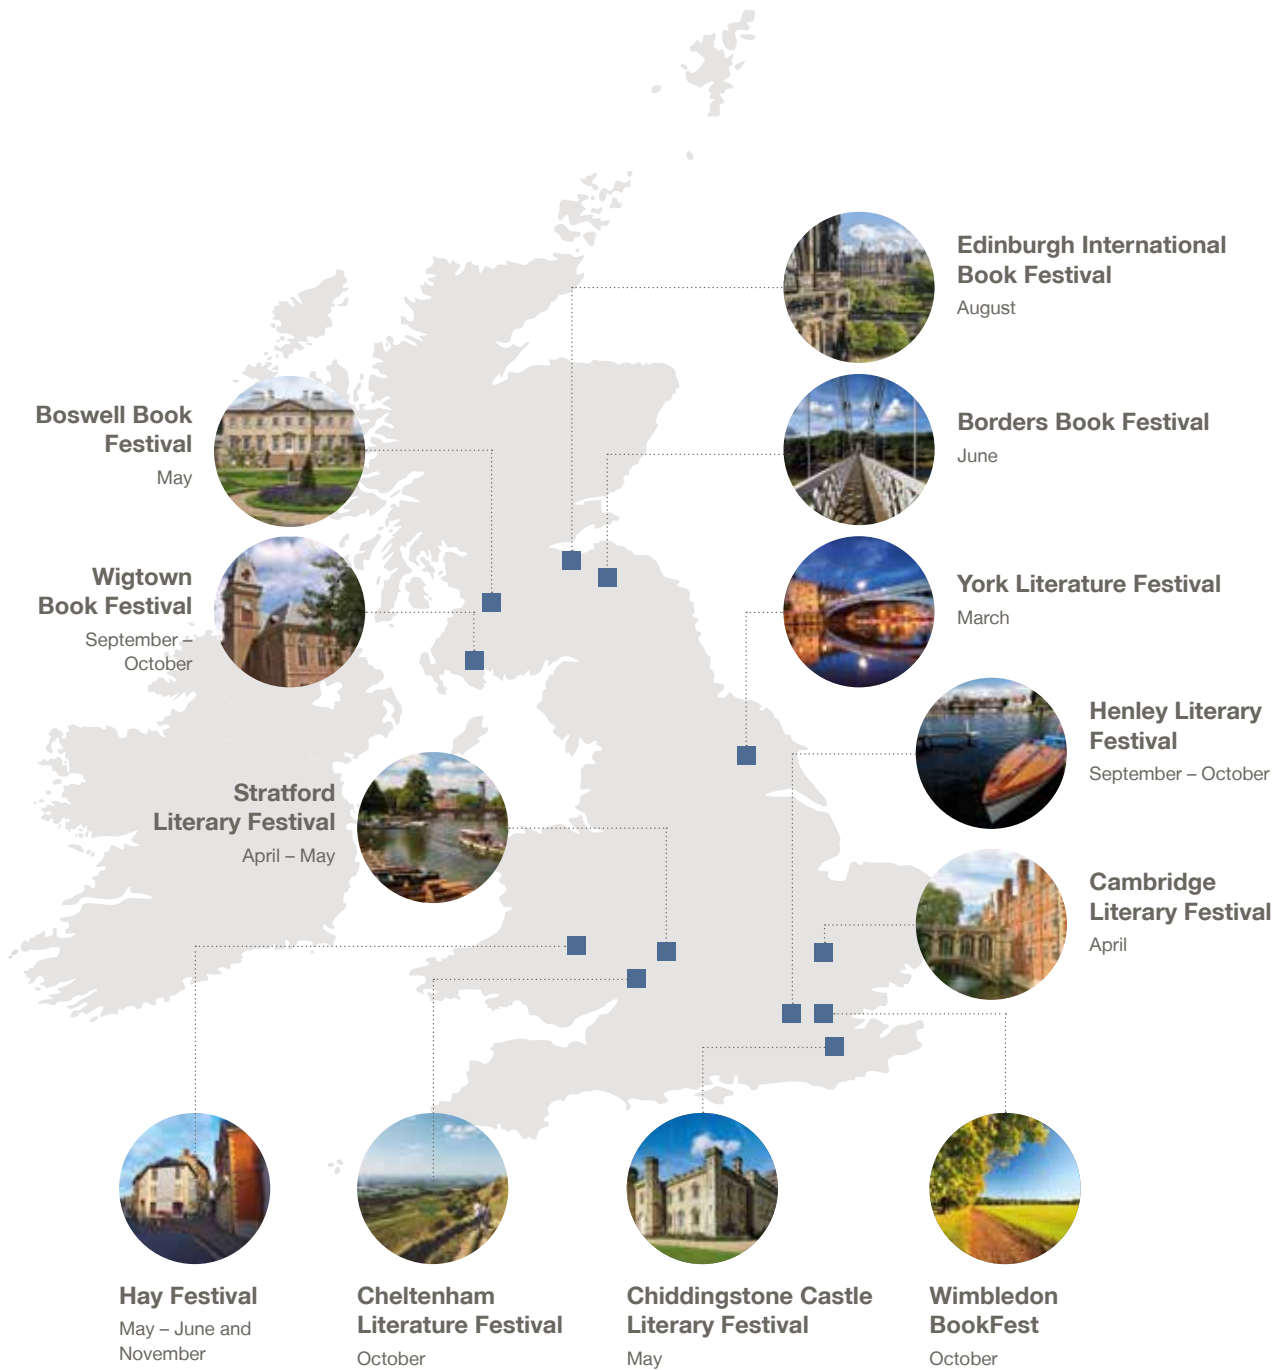 Edinburgh International
Book Festival
August
Boswell Book
Festival
May
Borders Book Festival
June
Wigtown
Book Festival
September –
October
York Literature Festival
March
Henley Literary
Festival
September – October
Stratford
Literary Festival
April – May
Cambridge
Literary Festival
April
Hay Festival
May – June and
November
Cheltenham
Literature Festival
October
Chiddingstone Castle
Literary Festival
May
Wimbledon
BookFest
October